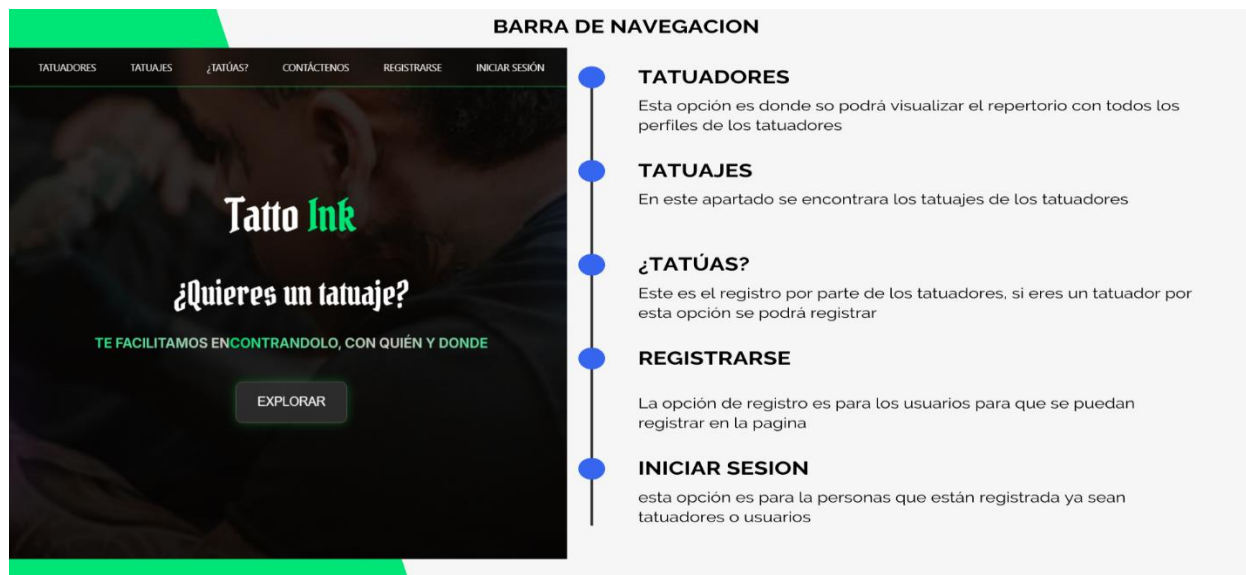 BARRA DE NAVEGACION
TATUADORES TATUAJES ¿TATÚAS? CONTÁCTENOS REGISTRARSE INICIAR SESIÓN
Tatto Ink
¿Quieres un tatuaje?
TE FACILITAMOS ENCONTRANDOLO, CON QUIÉN Y DONDE
EXPLORAR
TATUADORES
Esta opción es donde so podrá visualizar el repertorio con todos los
perfiles de los tatuadores
TATUAJES
En este apartado se encontrara los tatuajes de los tatuadores
¿TATÚAS?
Este es el registro por parte de los tatuadores, si eres un tatuador por
esta opción se podrá registrar
REGISTRARSE
La opción de registro es para los usuarios para que se puedan
registrar en la pagina
INICIAR SESION
esta opción es para la personas que están registrada ya sean
tatuadores o usuarios